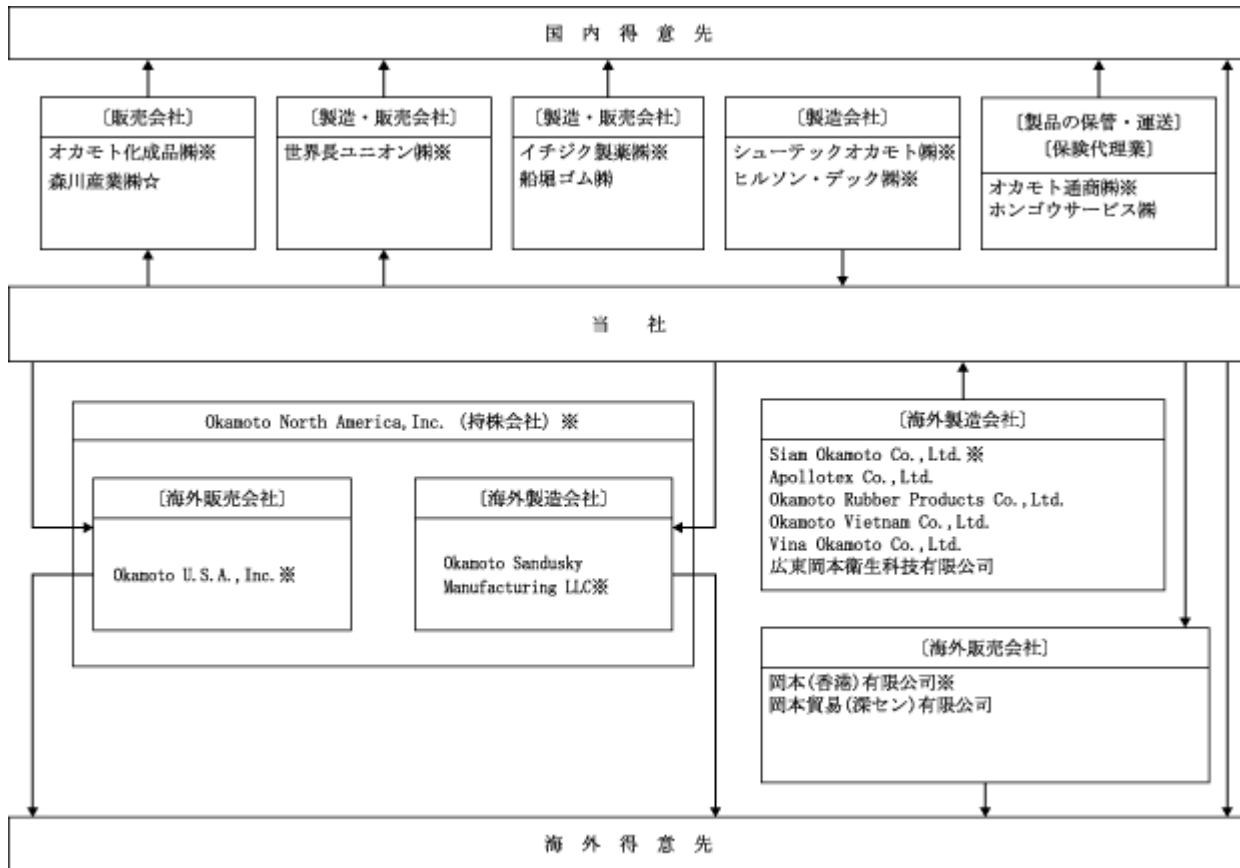 国内得意先
〔販売会社〕
オカモト化成品㈱※
森川産業㈱☆
〔製造・販売会社〕
世界長ユニオン㈱※
〔製造・販売会社〕
イチジク製薬㈱※
船堀ゴム㈱
〔製造会社〕
シューテックオカモト㈱※
ヒルソン・デック㈱※
〔製品の保管・運送〕
〔保険代理業〕
オカモト通商㈱※
ホンゴウサービス㈱
当社
Okamoto North America,Inc. (持株会社) ※
〔海外販売会社〕
Okamoto U.S.A.,Inc.※
〔海外製造会社〕
Okamoto Sandusky
Manufacturing LLC※
〔海外製造会社〕
Siam Okamoto Co.,Ltd.※
Apollotex Co.,Ltd.
Okamoto Rubber Products Co.,Ltd.
Okamoto Vietnam Co.,Ltd.
Vina Okamoto Co.,Ltd.
広東岡本衛生科技有限公司
〔海外販売会社〕
岡本(香港)有限公司※
岡本貿易(深セン)有限公司
海外得意先